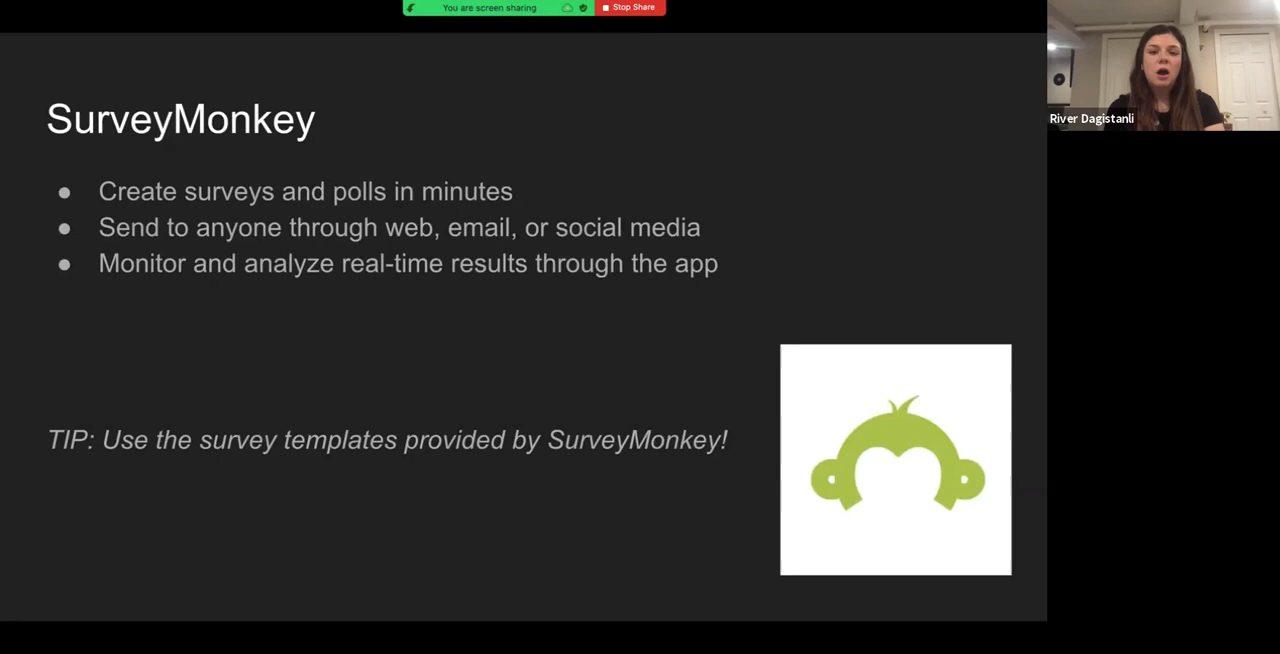 You are screen sharing
Stop Share
River Dagistanli
SurveyMonkey
● Create surveys and polls in minutes
● Send to anyone through web, email, or social media
● Monitor and analyze real-time results through the app
TIP: Use the survey templates provided by SurveyMonkey!